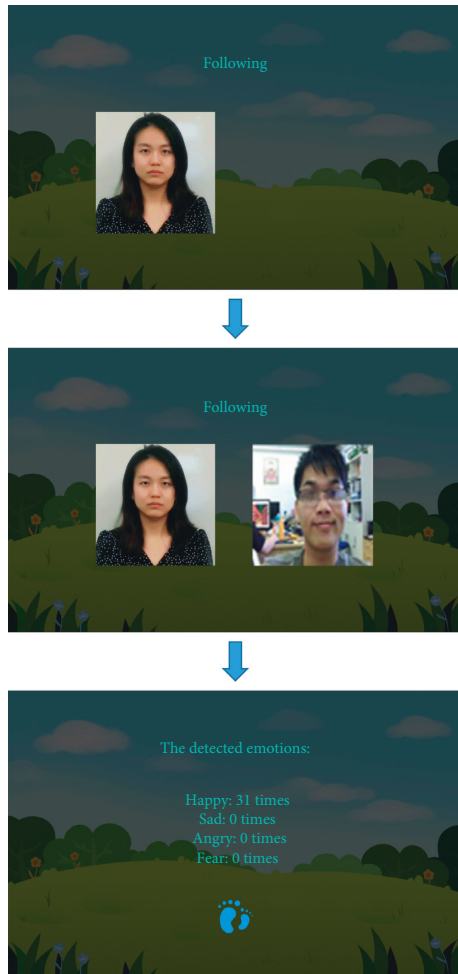 Following
Following
The detected emotions:
Happy: 31 times
Sad: 0 times
Angry: 0 times
Fear: 0 times